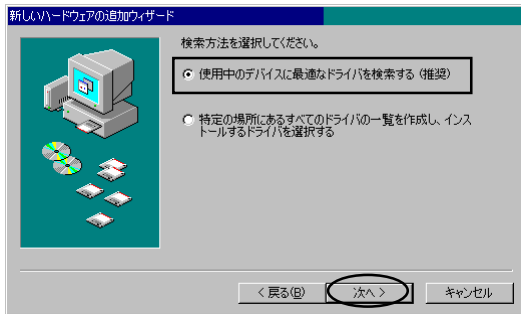 新しいハードウェアの追加ウィザード
検索方法を選択してください。
使用中のデバイスに最適なドライバを検索する (推奨)
特定の場所にあるすべてのドライバの一覧を作成し、インス
トールするドライバを選択する
< 戻る(B)
次へ >
キャンセル